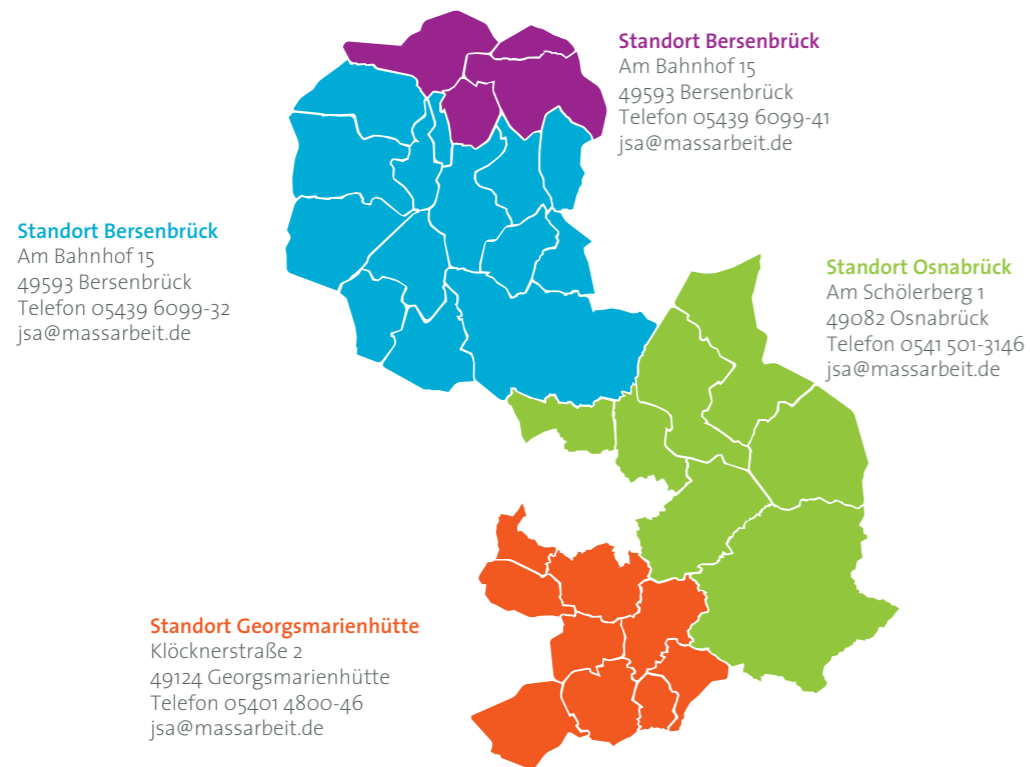 Standort Bersenbrück
Am Bahnhof 15
49593 Bersenbrück
Telefon 05439 6099-41
jsa@massarbeit.de
Standort Bersenbrück
Am Bahnhof 15
49593 Bersenbrück
Telefon 05439 6099-32
jsa@massarbeit.de
Standort Osnabrück
Am Schölerberg 1
49082 Osnabrück
Telefon 0541 501-3146
jsa@massarbeit.de
Standort Georgsmarienhütte
Klöcknerstraße 2
49124 Georgsmarienhütte
Telefon 05401 4800-46
jsa@massarbeit.de